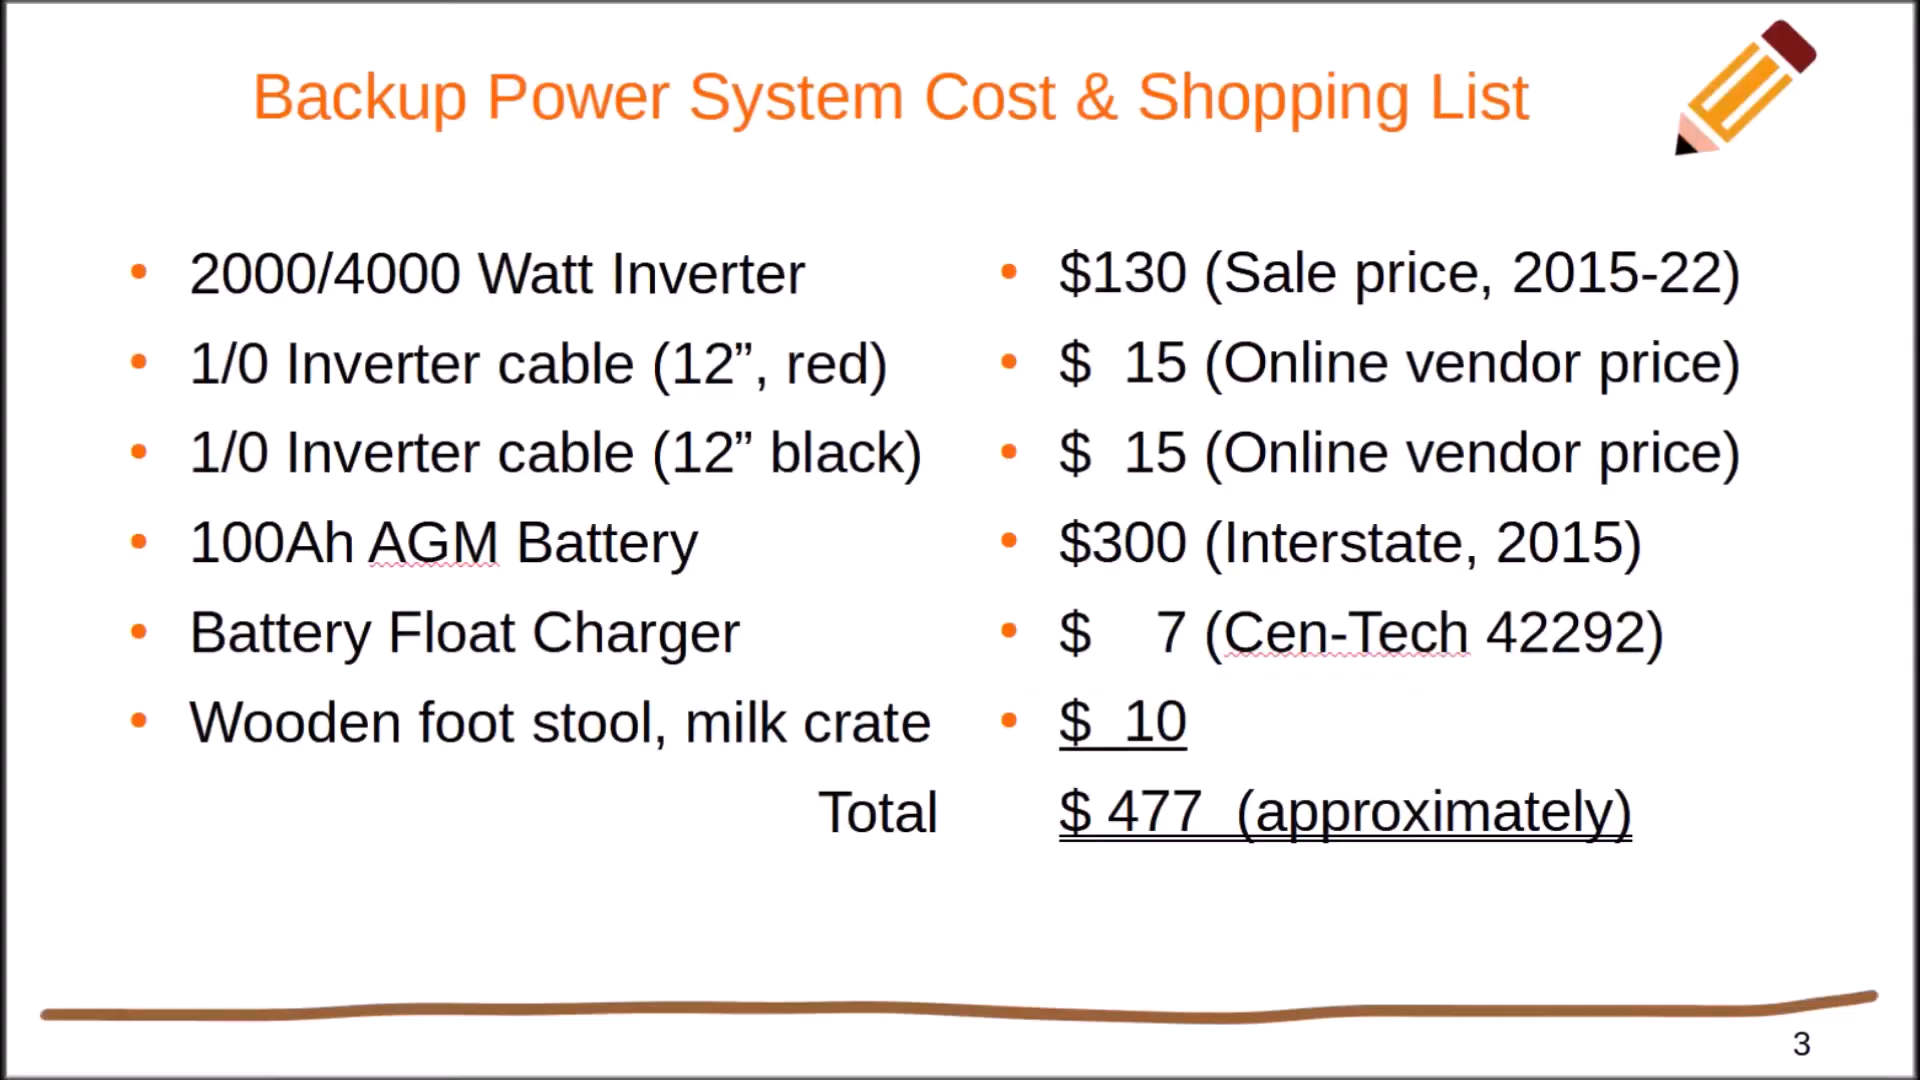 Backup Power System Cost & Shopping List
• 2000/4000 Watt Inverter
• 1/0 Inverter cable (12”, red)
• 1/0 Inverter cable (12” black)
• 100Ah AGM Battery
• Battery Float Charger
• Wooden foot stool, milk crate
Total
• $130 (Sale price, 2015-22)
• $ 15 (Online vendor price)
• $ 15 (Online vendor price)
• $300 (Interstate, 2015)
• $ 7 (Cen-Tech 42292)
• $ 10
$ 477 (approximately)
3